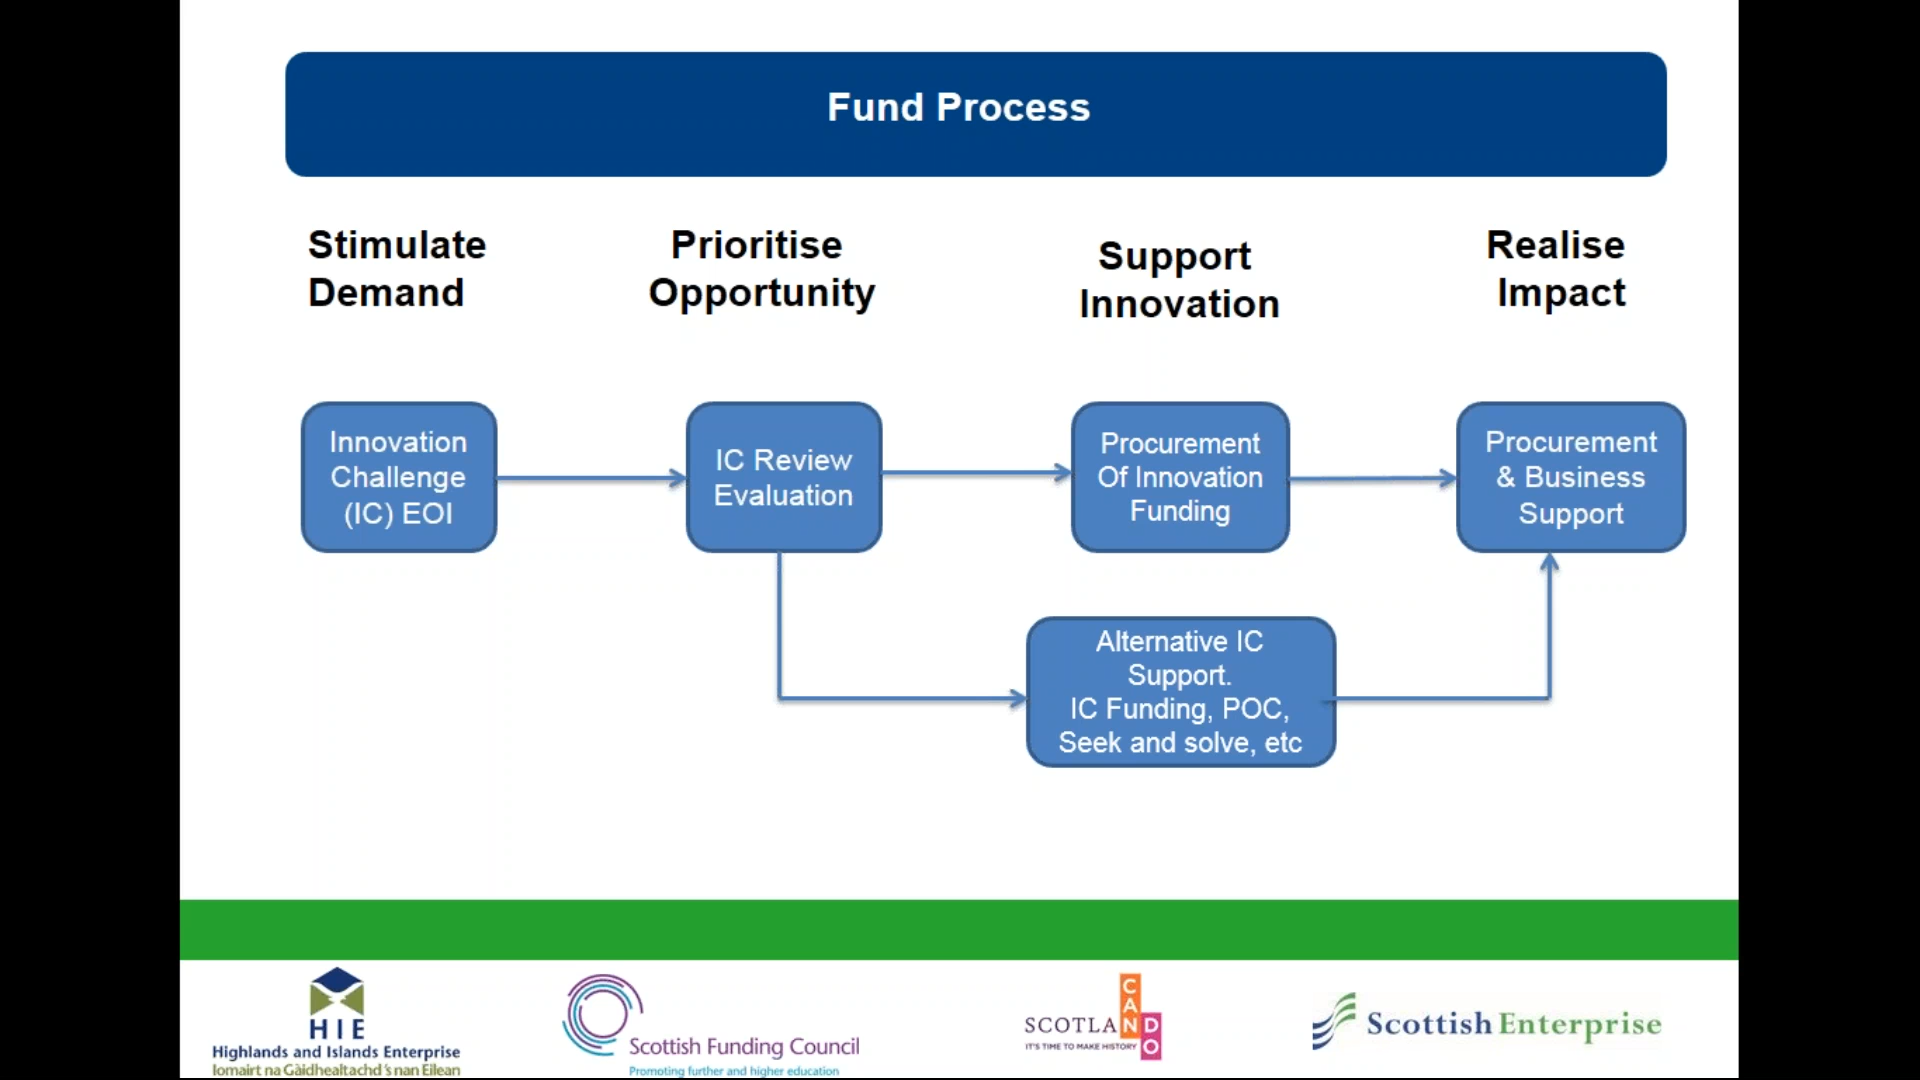 Fund Process
Stimulate
Demand
Prioritise
Opportunity
Support
Innovation
Realise
Impact
Innovation
Challenge
(IC) EOI
IC Review
Evaluation
Procurement
Of Innovation
Funding
Procurement
& Business
Support
Alternative IC
Support.
IC Funding, POC,
Seek and solve, etc
HIE
Highlands and Islands Enterprise
Iomairt na Gàidhealtachd 's nan Eilean
Scottish Funding Council
Promoting further and higher education
SCOTLAND
CAN DO
IT'S TIME TO MAKE HISTORY
Scottish Enterprise